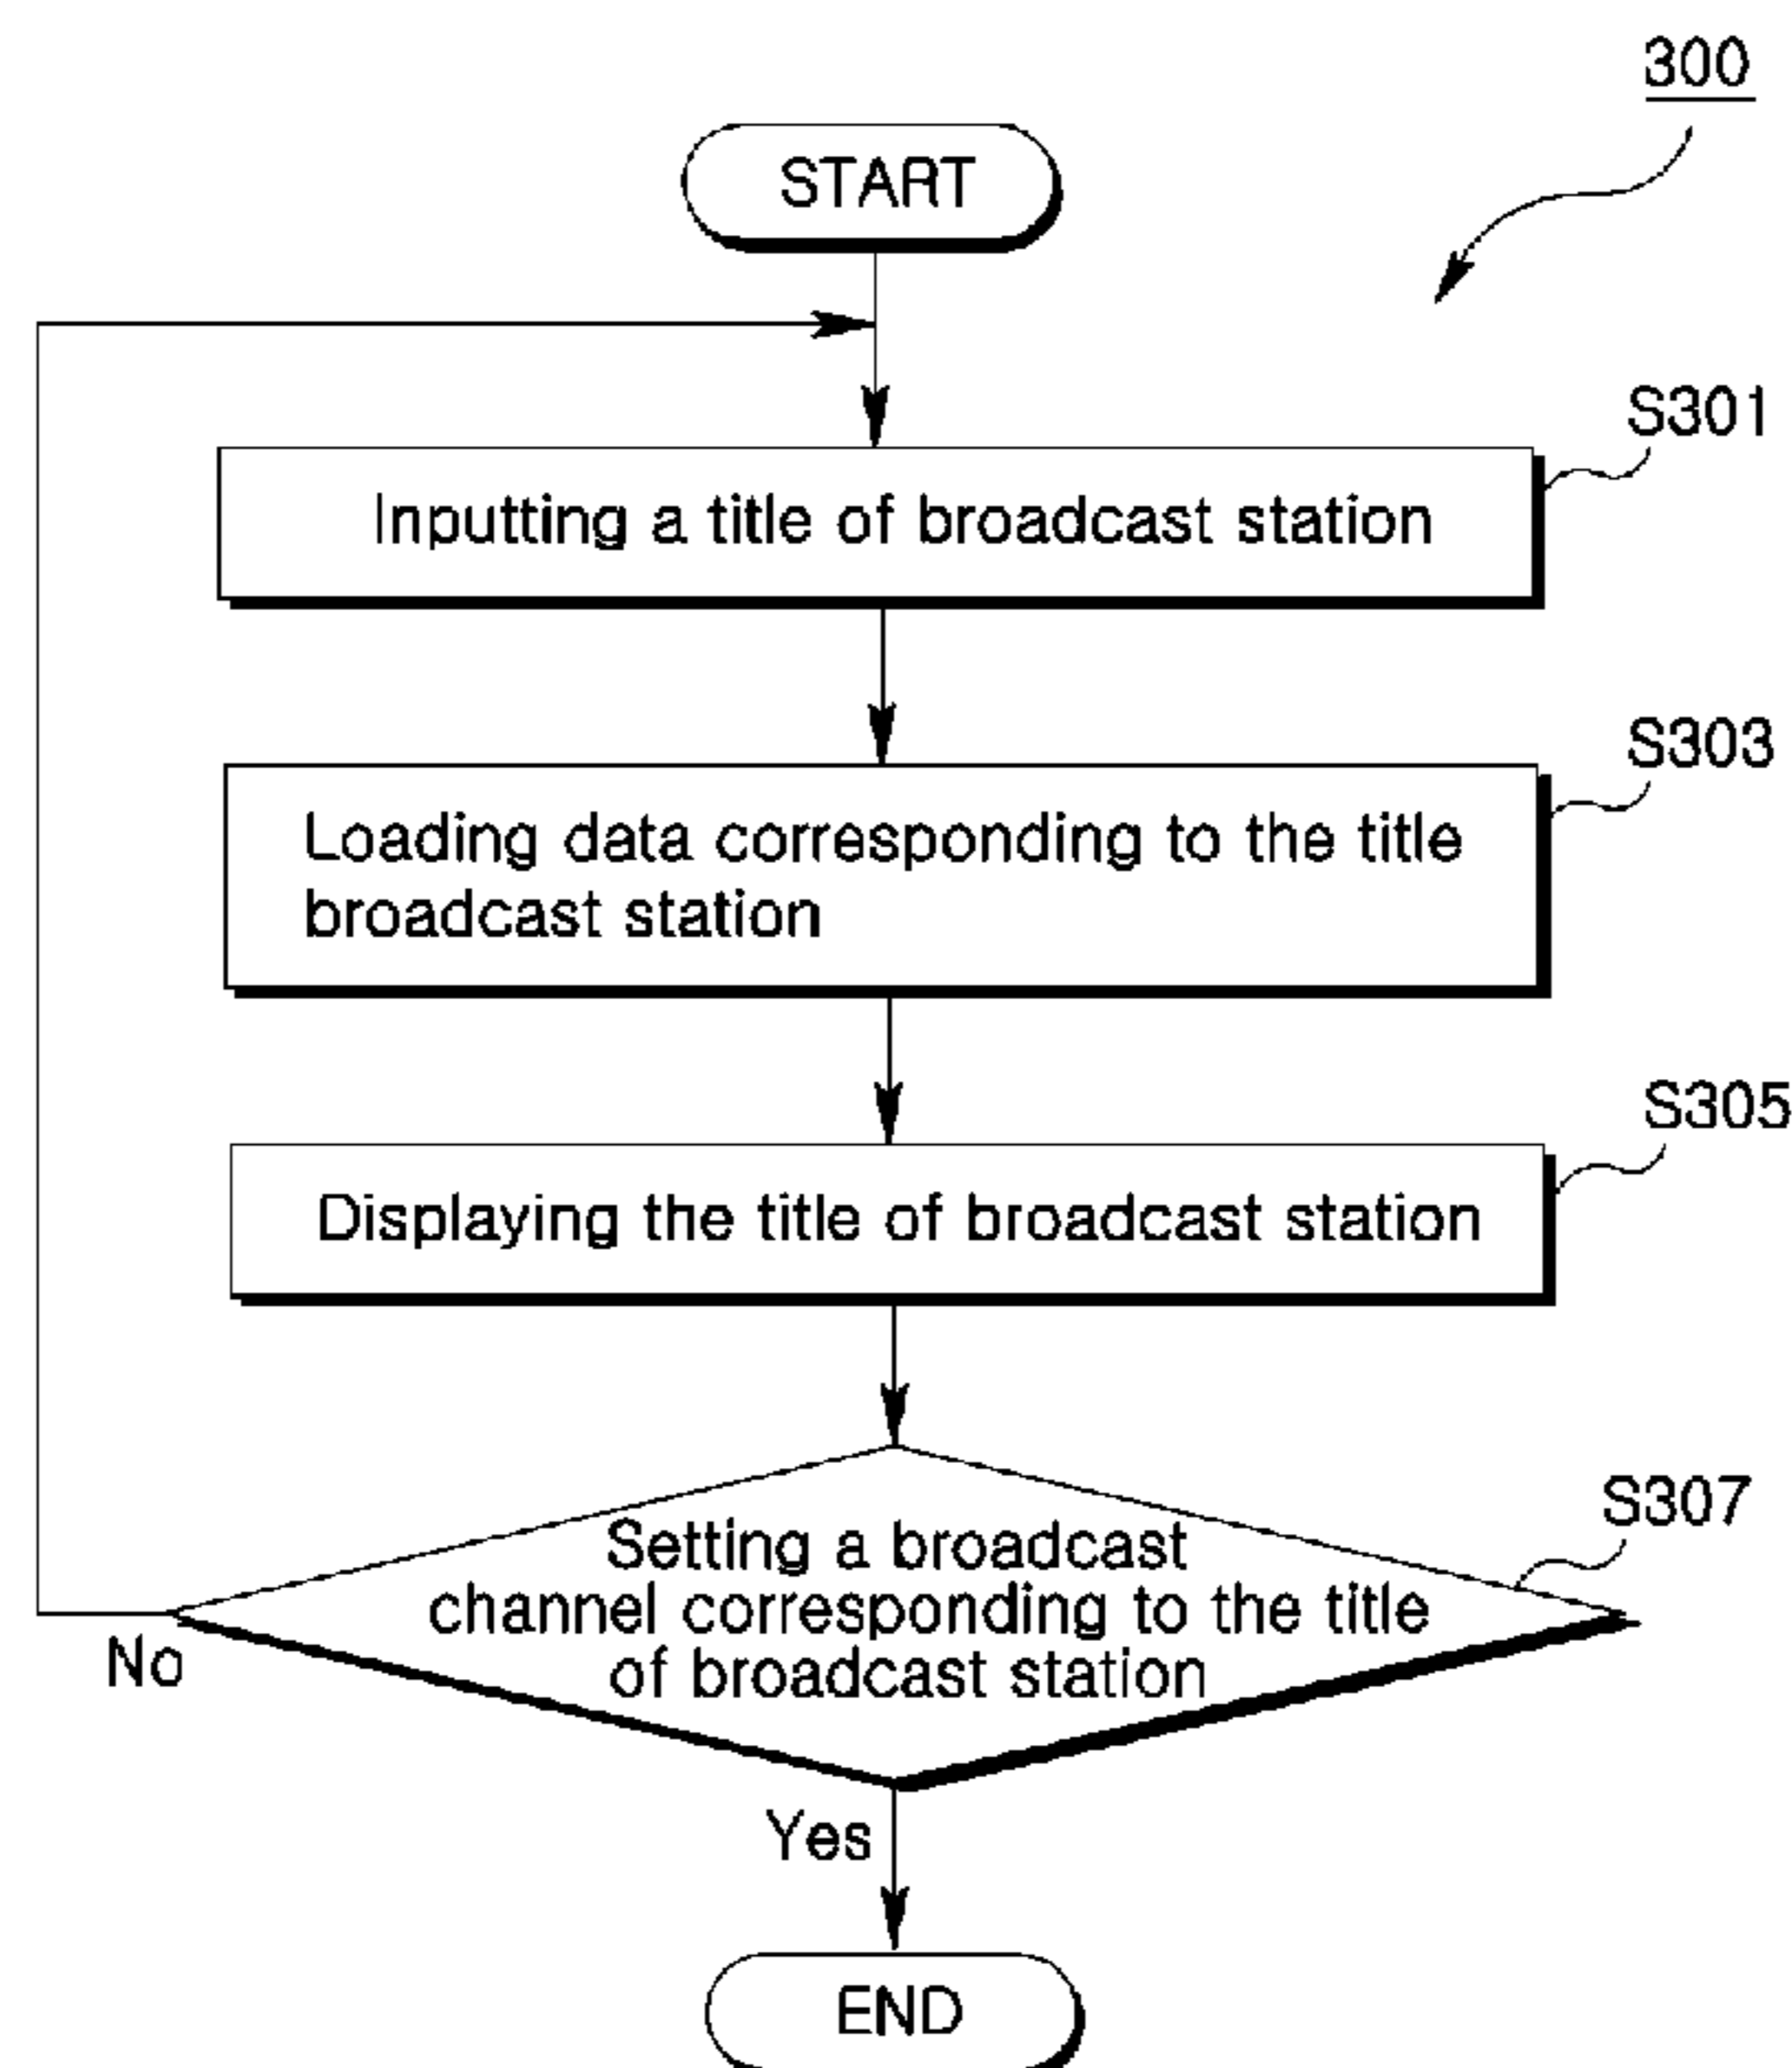 300
START
S301
Inputting a title of broadcast station
S303
Loading data corresponding to the title
broadcast station
S305
Displaying the title of broadcast station
S307
Setting a broadcast
channel corresponding to the title
of broadcast station
No
Yes
END